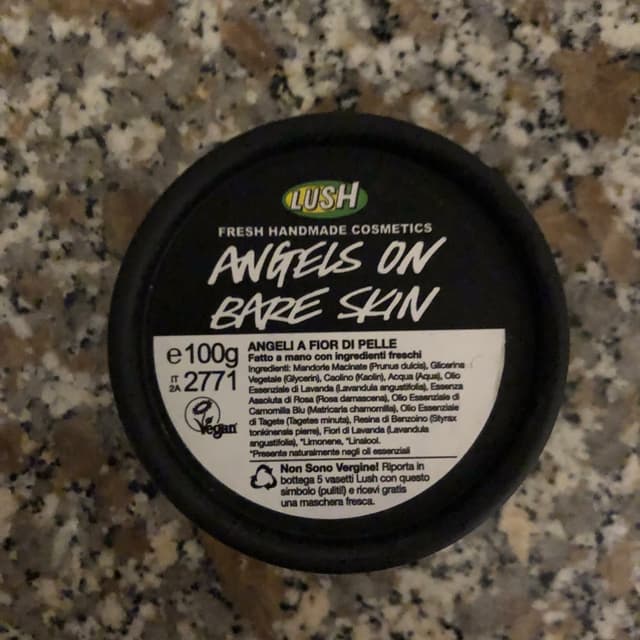 LUSH
FRESH HANDMADE COSMETICS
ANGELS ON
BARE SKIN
e 100g
IT
2A 2771
Vegan
ANGELI A FIOR DI PELLE
Fatto a mano con ingredienti freschi
Ingredienti: Mandorle Macinate (Prunus dulcis), Glicerina
Vegetale (Glycerin), Caolino (Kaolin), Acqua (Aqua), Olio
Essenziale di Lavanda (Lavandula angustifolia), Essenza
Assoluta di Rosa (Rosa damascena), Olio Essenziale di
Camomilla Blu (Matricaria chamomilla), Olio Essenziale
di Tagete (Tagetes minuta), Resina di Benzoino (Styrax
tonkinensis pierre), Fiori di Lavanda (Lavandula
angustifolia), *Limonene, *Linalool.
*Presente naturalmente negli oli essenziali
Non Sono Vergine! Riporta in
bottega 5 vasetti Lush con questo
simbolo (puliti!) e ricevi gratis
una maschera fresca.